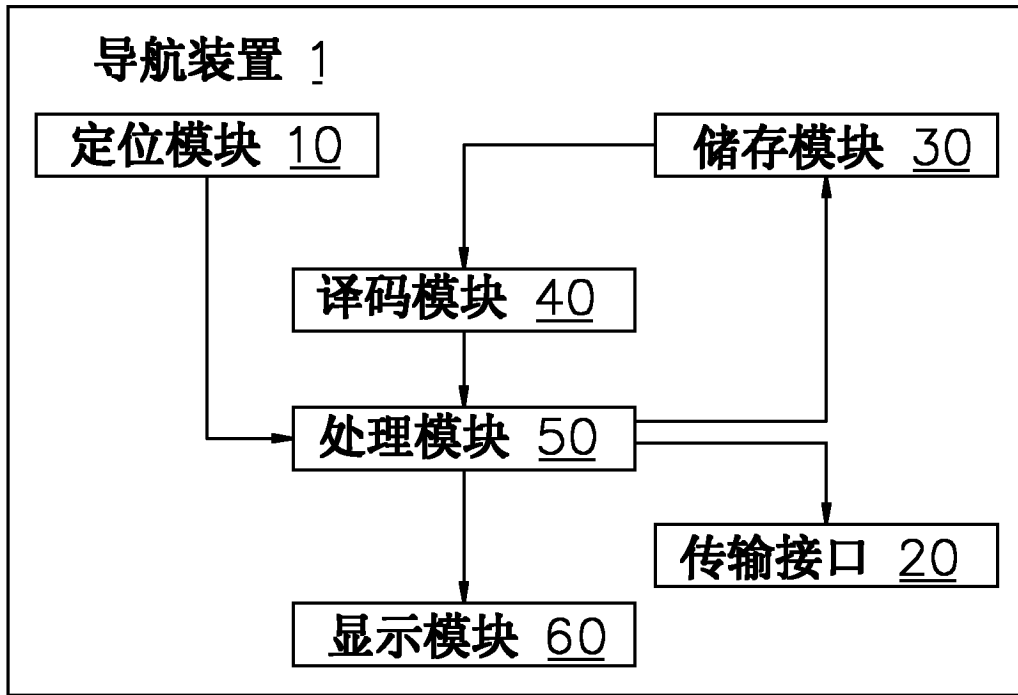 导航装置 1
定位模块 10
储存模块 30
译码模块 40
处理模块 50
传输接口 20
显示模块 60